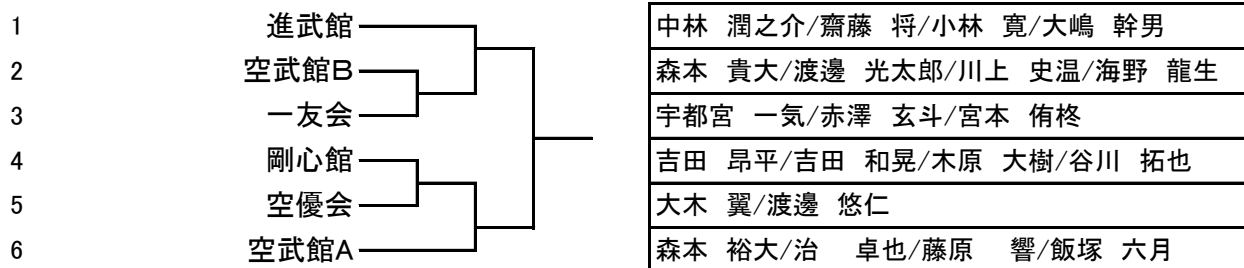 1 進武館 中林 潤之介/齋藤 将/小林 寛/大嶋 幹男
2 空武館B 森本 貴大/渡邊 光太郎/川上 史温/海野 龍生
3 一友会 宇都宮 一気/赤澤 玄斗/宮本 侑柊
4 剛心館 吉田 昂平/吉田 和晃/木原 大樹/谷川 拓也
5 空優会 大木 翼/渡邊 悠仁
6 空武館A 森本 裕大/治 卓也/藤原 響/飯塚 六月